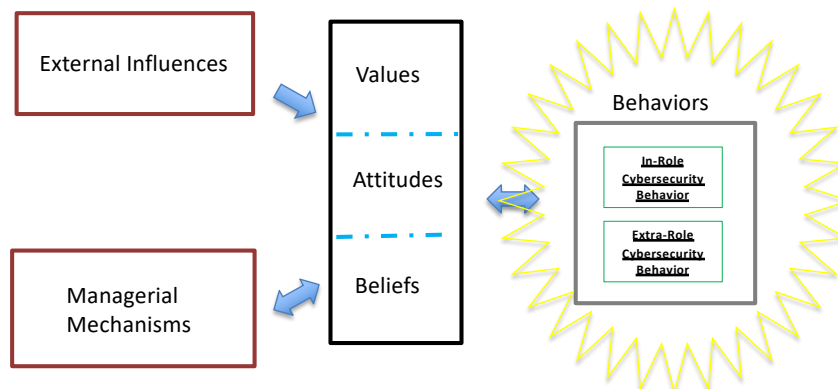 External Influences
Managerial
Mechanisms
Values
Attitudes
Beliefs
Behaviors
In-Role
Cybersecurity
Behavior
Extra-Role
Cybersecurity
Behavior